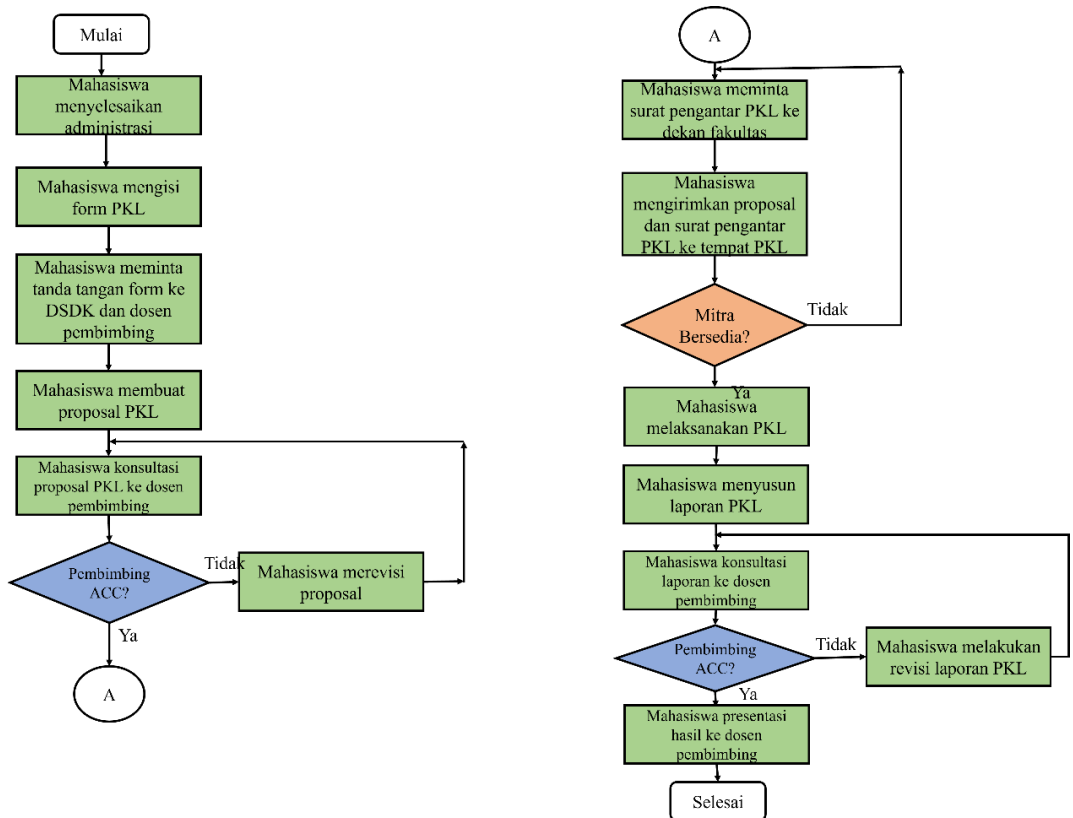 Mulai
Mahasiswa
menyelesaikan
administrasi
Mahasiswa mengisi
form PKL
Mahasiswa meminta
tanda tangan form ke
DSDK dan dosen
pembimbing
Mahasiswa membuat
proposal PKL
Mahasiswa konsultasi
proposal PKL ke dosen
pembimbing
Pembimbing
ACC?
Tidak
Mahasiswa merevisi
proposal
Ya
A
A
Mahasiswa meminta
surat pengantar PKL ke
dekan fakultas
Mahasiswa
mengirimkan proposal
dan surat pengantar
PKL ke tempat PKL
Mitra
Bersedia?
Tidak
Ya
Mahasiswa
melaksanakan PKL
Mahasiswa menyusun
laporan PKL
Mahasiswa konsultasi
laporan ke dosen
pembimbing
Pembimbing
ACC?
Tidak
Mahasiswa melakukan
revisi laporan PKL
Ya
Mahasiswa presentasi
hasil ke dosen
pembimbing
Selesai